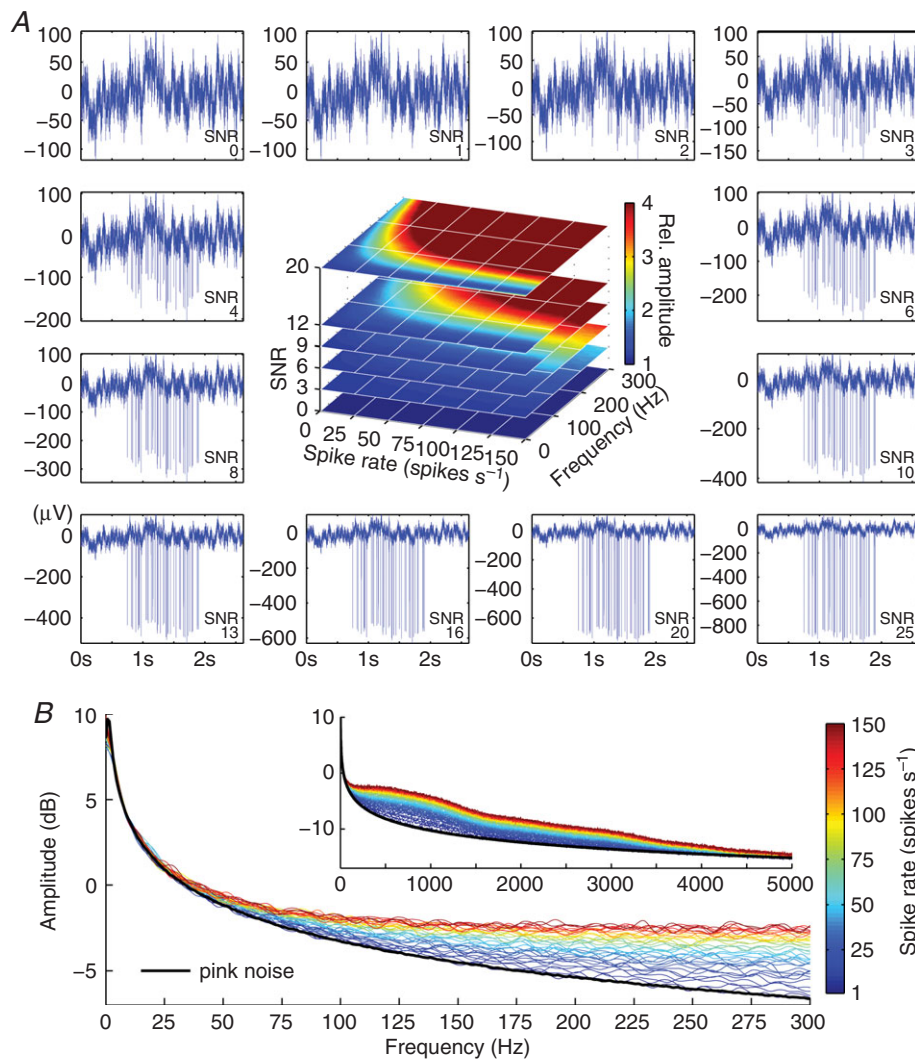 A
100
50
0
−50
−100
SNR
0
100
50
0
−50
−100
SNR
1
100
50
0
−50
−100
SNR
2
100
50
0
−50
−100
−150
SNR
3
100
0
−100
−200
SNR
4
100
0
−100
−200
SNR
6
100
0
−100
−200
−300
SNR
8
0
−200
−400
SNR
10
20
12
9
6
3
0
SNR
0 25 50 75 100 125 150
Spike rate (spikes s−1)
0 100 200 300
Frequency (Hz)
4
3
2
1
Rel. amplitude
(μV)
0
−200
−400
SNR
13
0s 1s 2s
0
−200
−400
−600
SNR
16
0s 1s 2s
0
−200
−400
−600
SNR
20
0s 1s 2s
0
−200
−400
−600
−800
SNR
25
0s 1s 2s
B
10
5
0
−5
Amplitude (dB)
pink noise
0 25 50 75 100 125 150 175 200 225 250 275 300
Frequency (Hz)
10
0
−10
0 1000 2000 3000 4000 5000
150
125
100
75
50
25
1
Spike rate (spikes s−1)